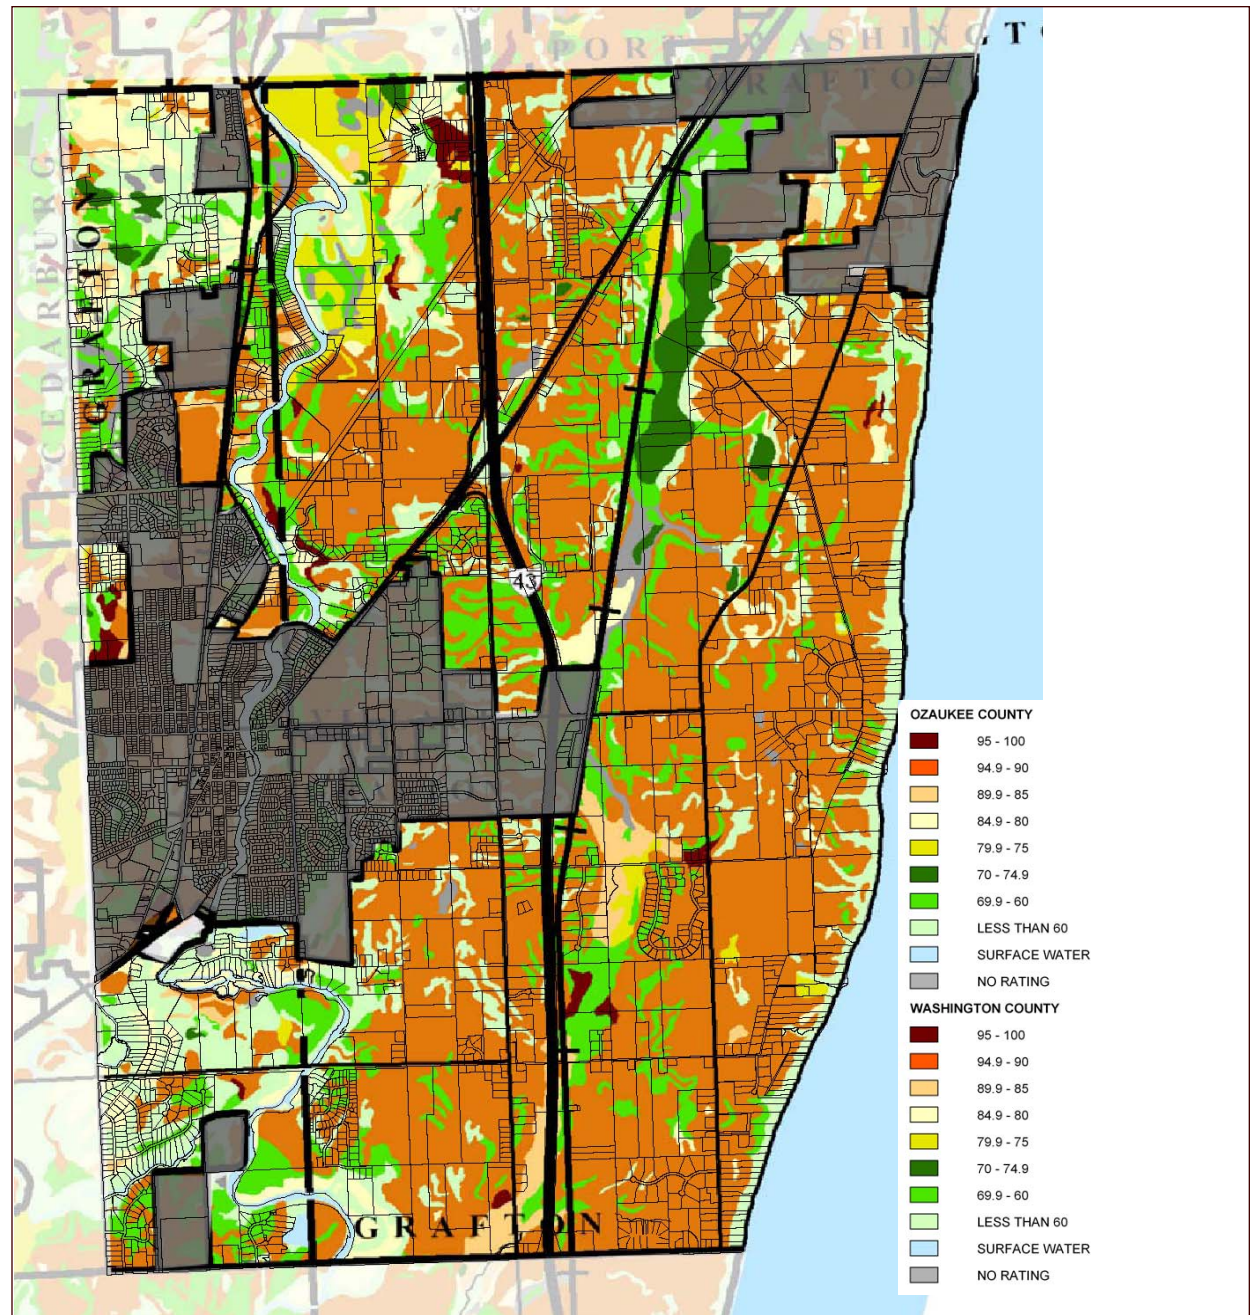 PORT WASHINGTO
GRAFTON
CEDARBURG
GRAFTON
43
GRAFTON
OZAUKEE COUNTY
95 - 100
94.9 - 90
89.9 - 85
84.9 - 80
79.9 - 75
70 - 74.9
69.9 - 60
LESS THAN 60
SURFACE WATER
NO RATING
WASHINGTON COUNTY
95 - 100
94.9 - 90
89.9 - 85
84.9 - 80
79.9 - 75
70 - 74.9
69.9 - 60
LESS THAN 60
SURFACE WATER
NO RATING